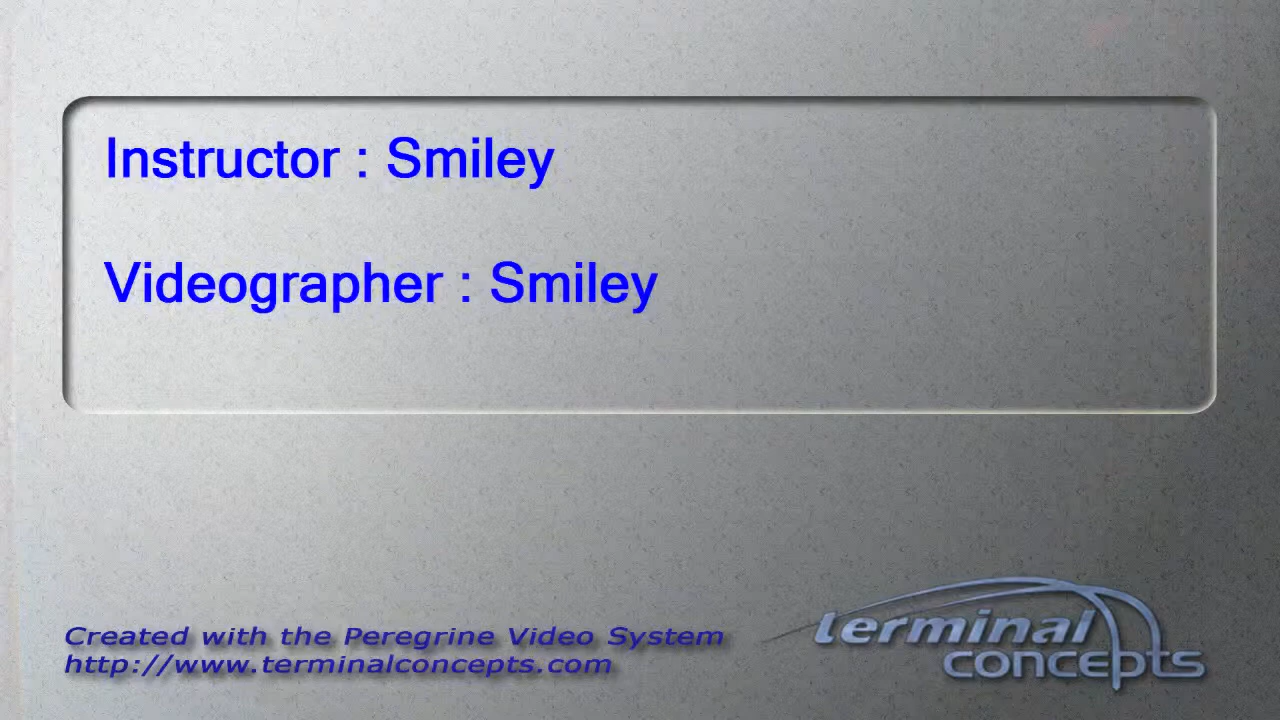 Instructor : Smiley
Videographer : Smiley
Created with the Peregrine Video System
http://www.terminalconcepts.com
terminal
concepts